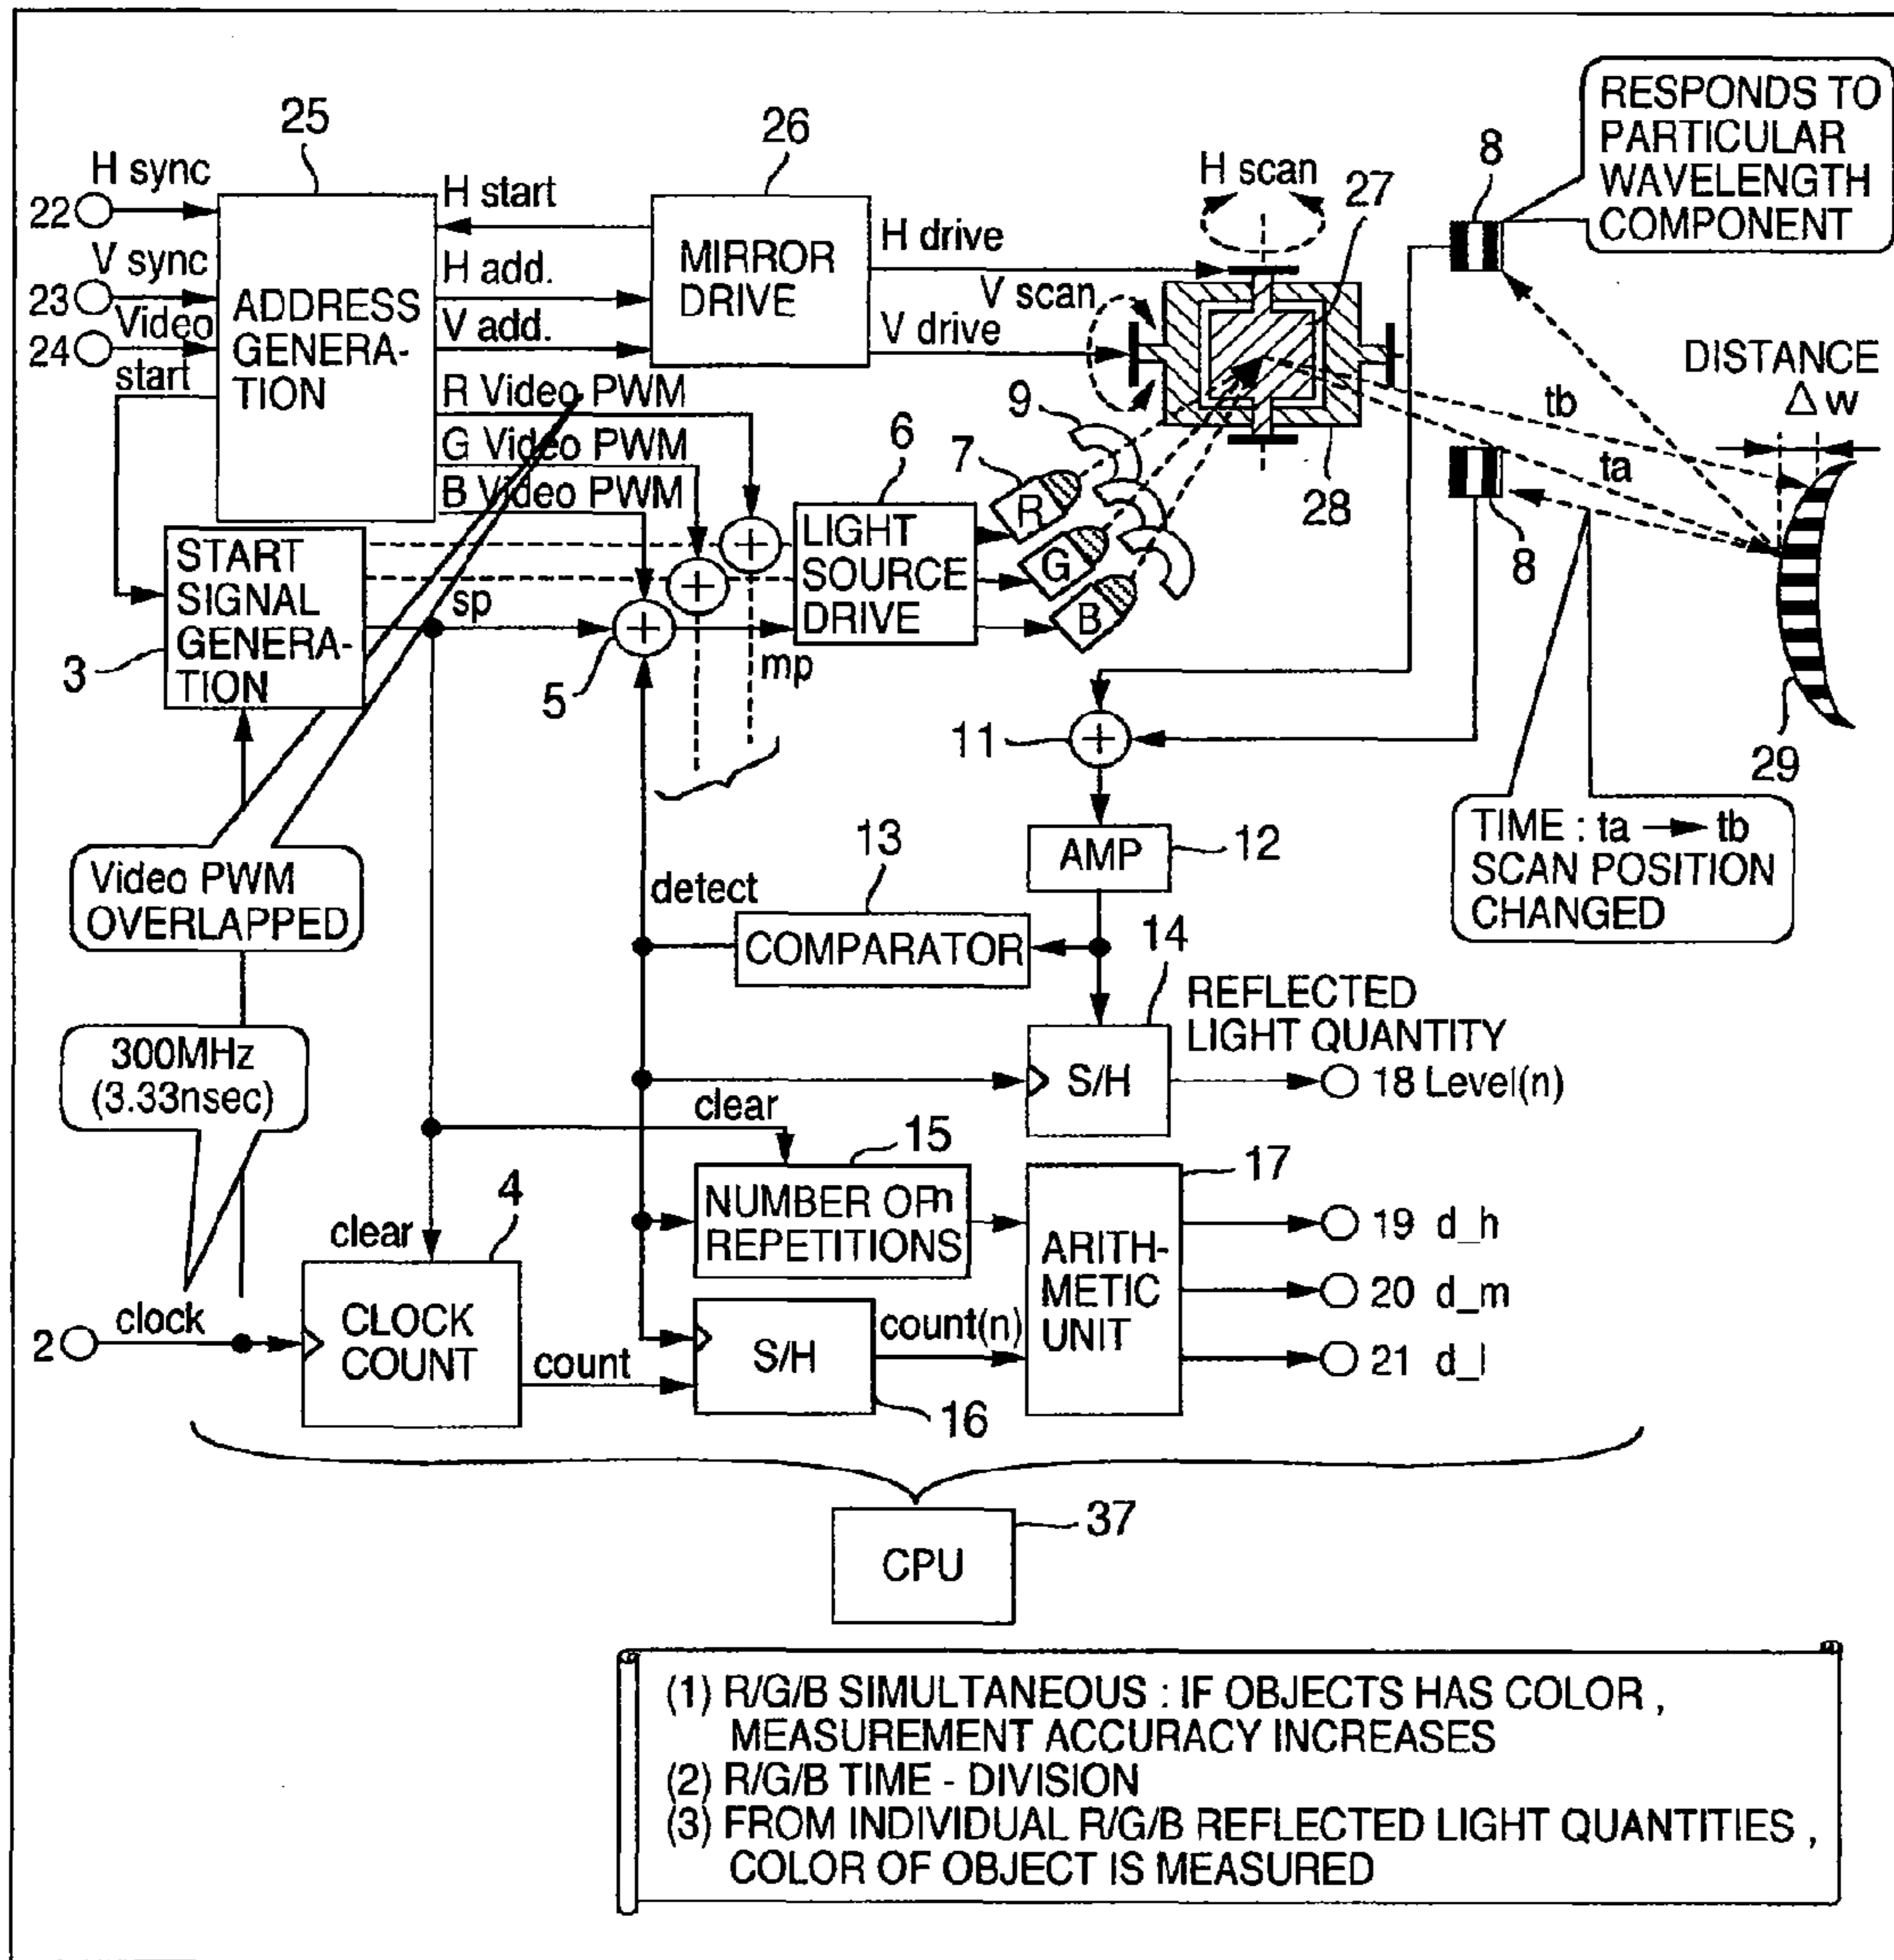 25
26
H sync
22
V sync
23
Video
24
start
ADDRESS
GENERA-
TION
H start
H add.
V add.
MIRROR
DRIVE
H drive
V drive
H scan
V scan
27
28
8
RESPONDS TO
PARTICULAR
WAVELENGTH
COMPONENT
DISTANCE
Δw
tb
ta
8
29
R Video PWM
G Video PWM
B Video PWM
9
7
6
R
G
B
LIGHT
SOURCE
DRIVE
START
SIGNAL
GENERA-
TION
3
sp
5
mp
11
TIME : ta → tb
SCAN POSITION
CHANGED
AMP
12
Video PWM
OVERLAPPED
13
detect
COMPARATOR
14
REFLECTED
LIGHT QUANTITY
S/H
18 Level(n)
300MHz
(3.33nsec)
clear
15
17
NUMBER OF n
REPETITIONS
4
clear
ARITH-
METIC
UNIT
19 d_h
20 d_m
21 d_l
2
clock
CLOCK
COUNT
count
S/H
count(n)
16
37
CPU
(1) R/G/B SIMULTANEOUS : IF OBJECTS HAS COLOR ,
MEASUREMENT ACCURACY INCREASES
(2) R/G/B TIME - DIVISION
(3) FROM INDIVIDUAL R/G/B REFLECTED LIGHT QUANTITIES ,
COLOR OF OBJECT IS MEASURED